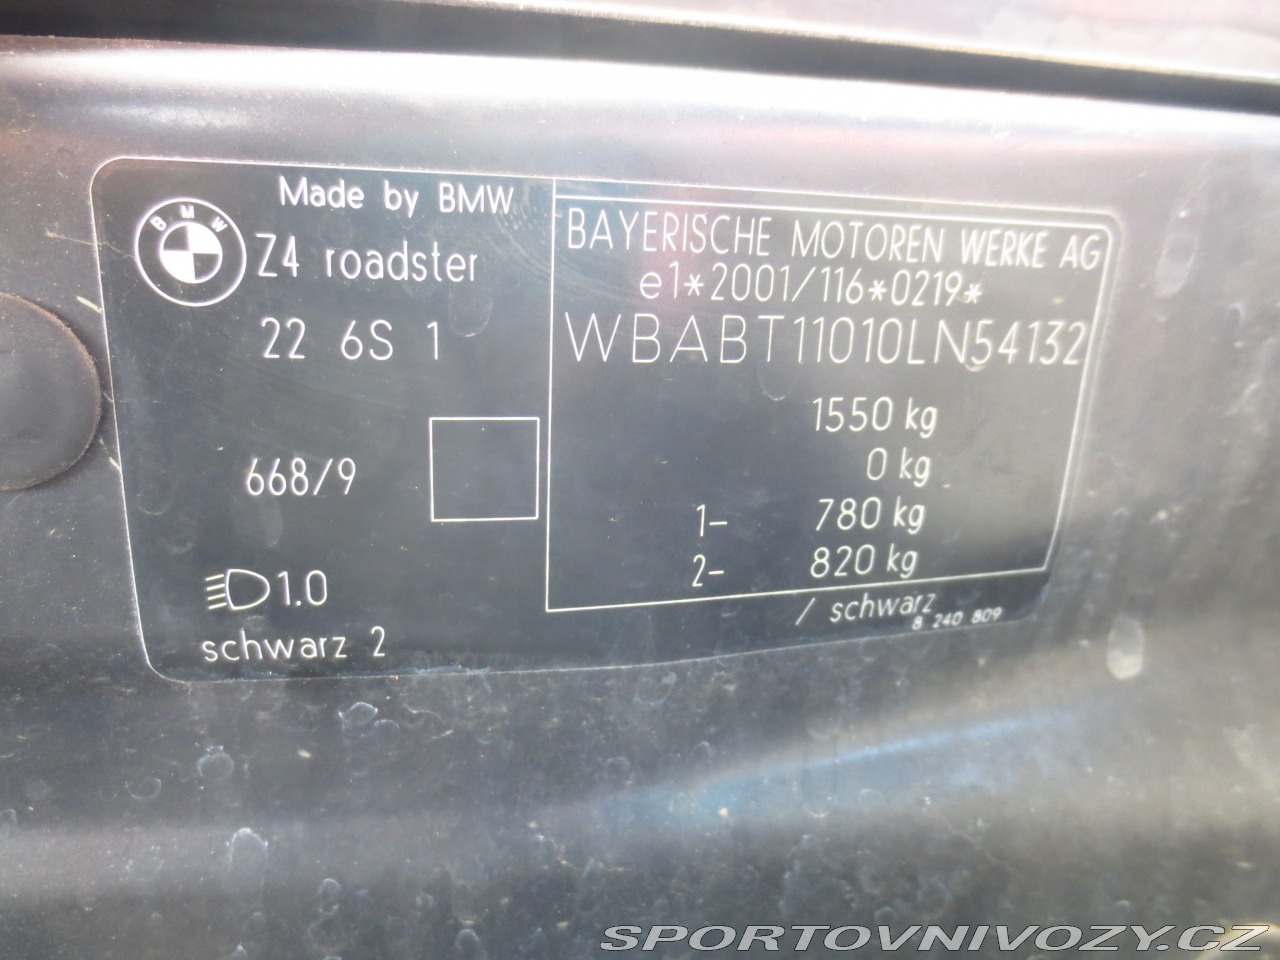 Made by BMW
BMW
Z4 roadster
22 6S 1
668/9
1.0
schwarz 2
BAYERISCHE MOTOREN WERKE AG
e1*2001/116*0219*
WBABT11010LN54132
1550 kg
0 kg
1- 780 kg
2- 820 kg
/ schwarz
8 240 809
SPORTOVNIVOZY.CZ